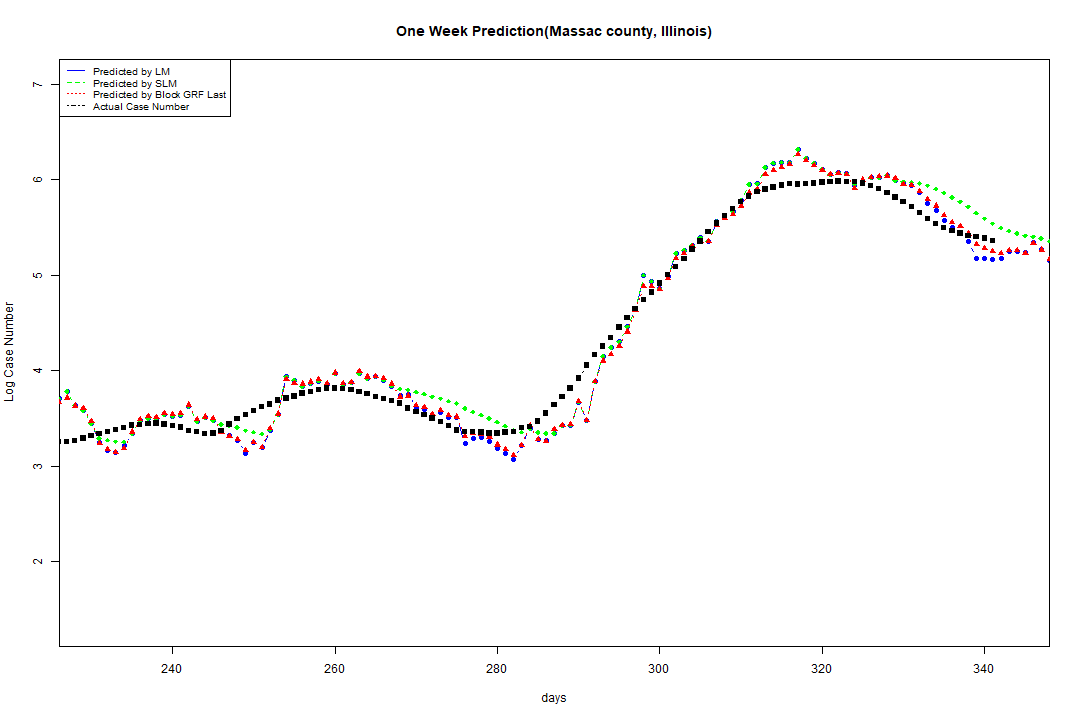 One Week Prediction(Massac county, Illinois)
Predicted by LM
Predicted by SLM
Predicted by Block GRF Last
Actual Case Number
7
6
5
4
3
2
Log Case Number
240 260 280 300 320 340
days